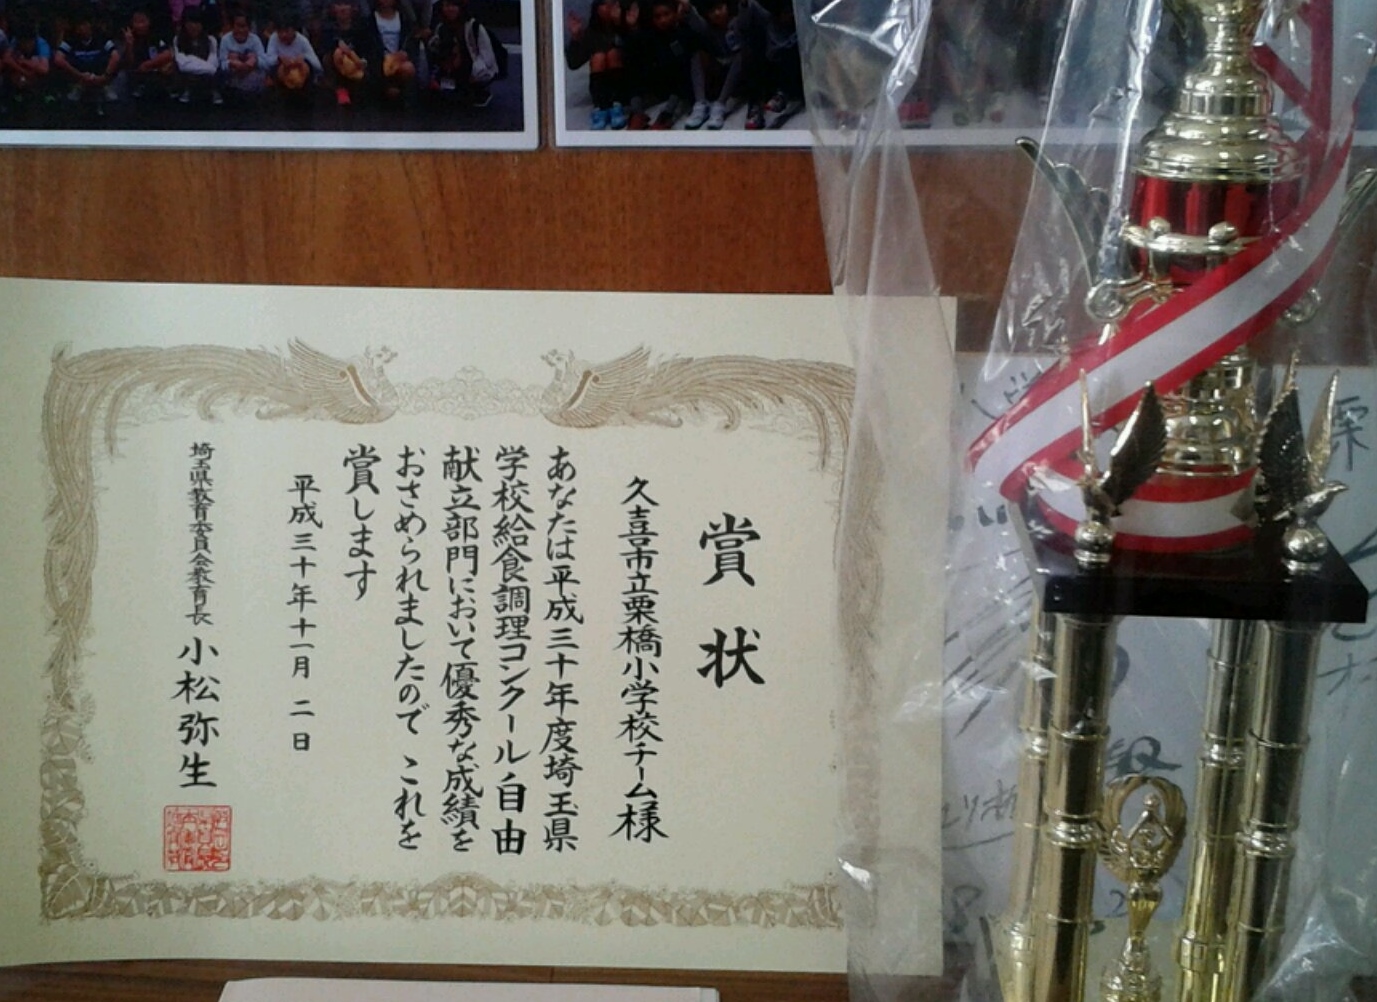 賞状
久喜市立栗橋小学校チーム様
あなたは平成三十年度埼玉県
学校給食調理コンクール自由
献立部門において優秀な成績を
おさめられましたので これを
賞します
平成三十年十一月 二日
埼玉県教育委員会教育長 小松弥生
栗